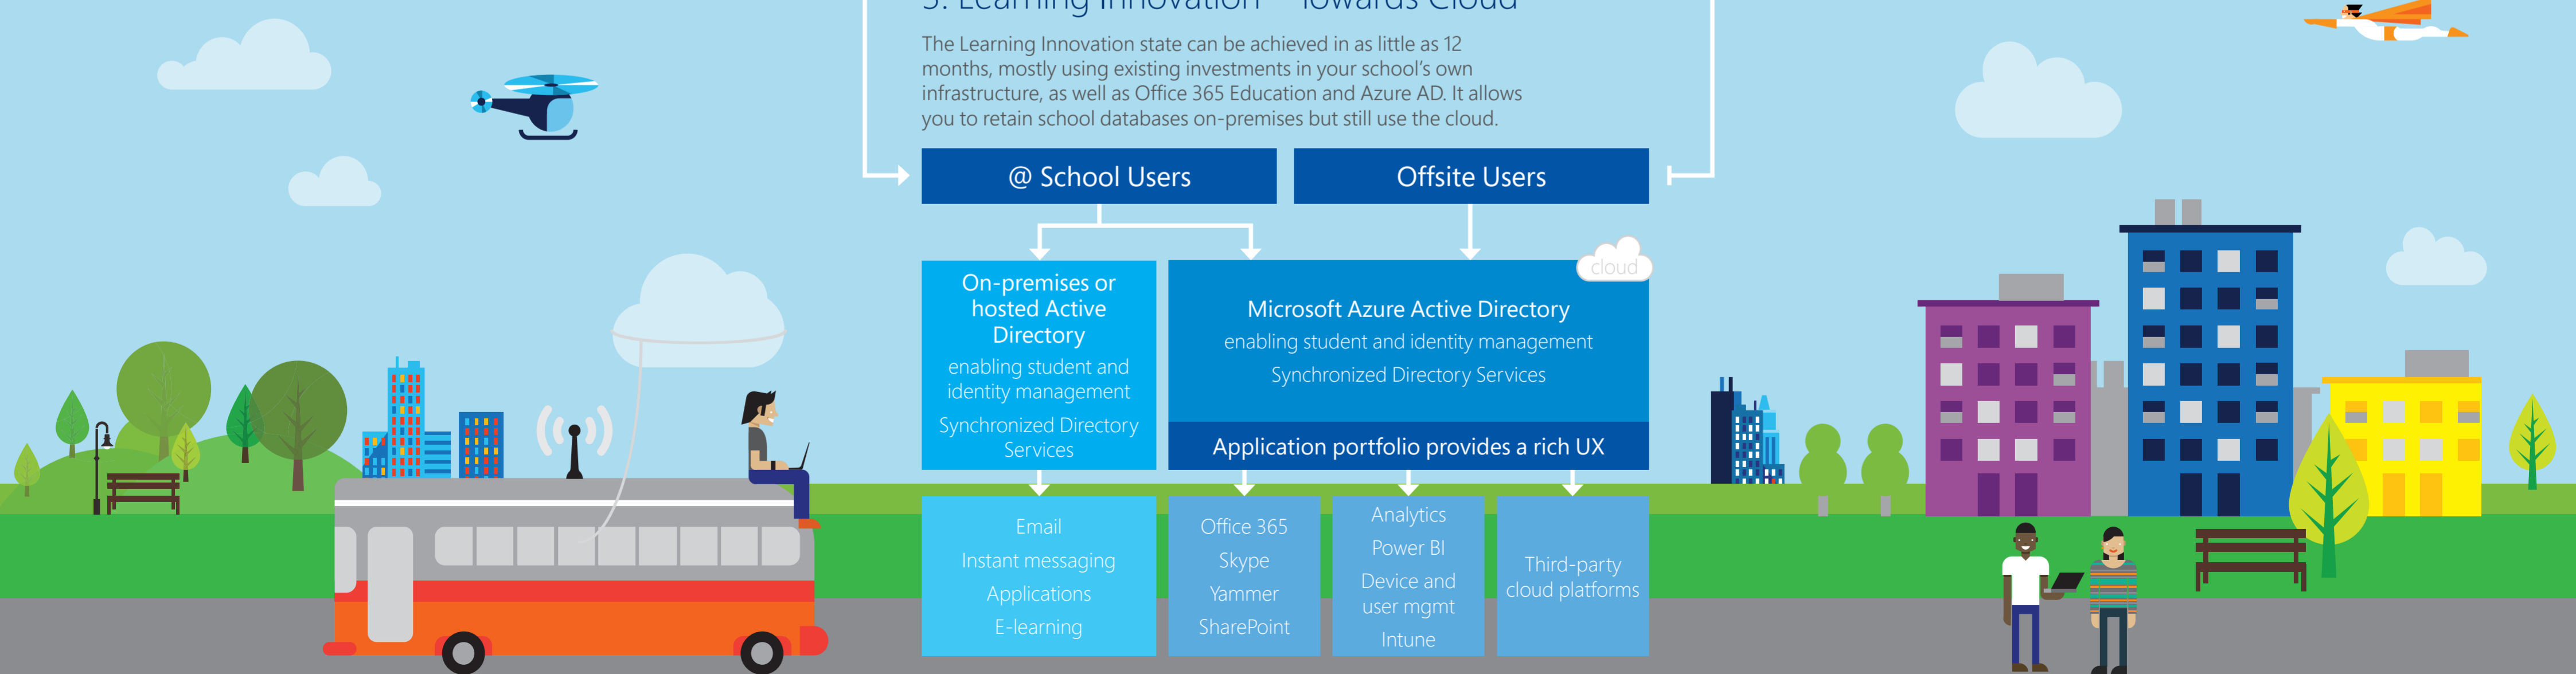 3. Learning Innovation – Towards Cloud
The Learning Innovation state can be achieved in as little as 12
months, mostly using existing investments in your school's own
infrastructure, as well as Office 365 Education and Azure AD. It allows
you to retain school databases on-premises but still use the cloud.
@ School Users
Offsite Users
cloud
On-premises or
hosted Active
Directory
enabling student and
identity management
Synchronized Directory
Services
Microsoft Azure Active Directory
enabling student and identity management
Synchronized Directory Services
Application portfolio provides a rich UX
Email
Instant messaging
Applications
E-learning
Office 365
Skype
Yammer
SharePoint
Analytics
Power BI
Device and
user mgmt
Intune
Third-party
cloud platforms